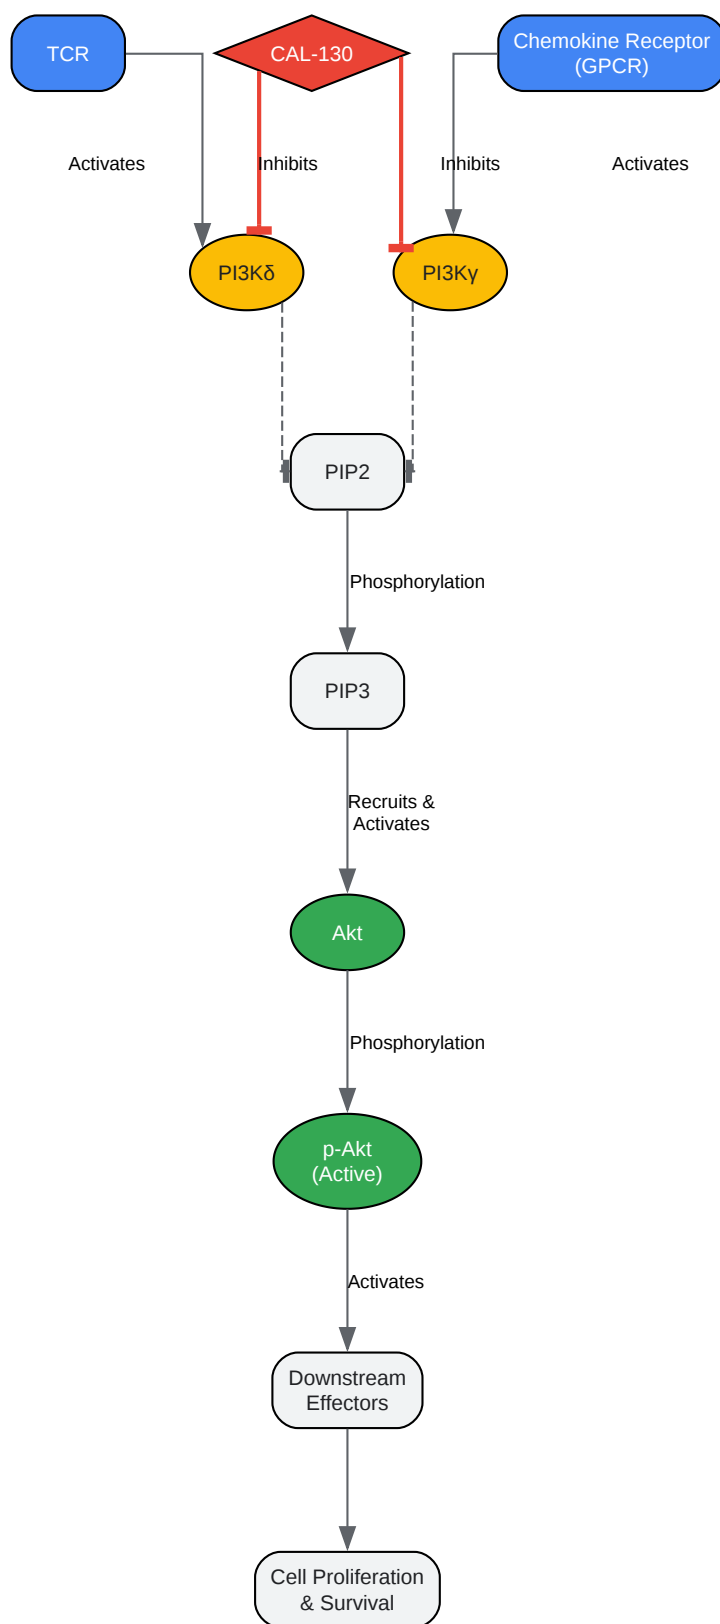 TCR
CAL-130
Chemokine Receptor
(GPCR)
Activates
Inhibits
Inhibits
Activates
PI3Kδ
PI3Kγ
PIP2
Phosphorylation
PIP3
Recruits &
Activates
Akt
Phosphorylation
p-Akt
(Active)
Activates
Downstream
Effectors
Cell Proliferation
& Survival